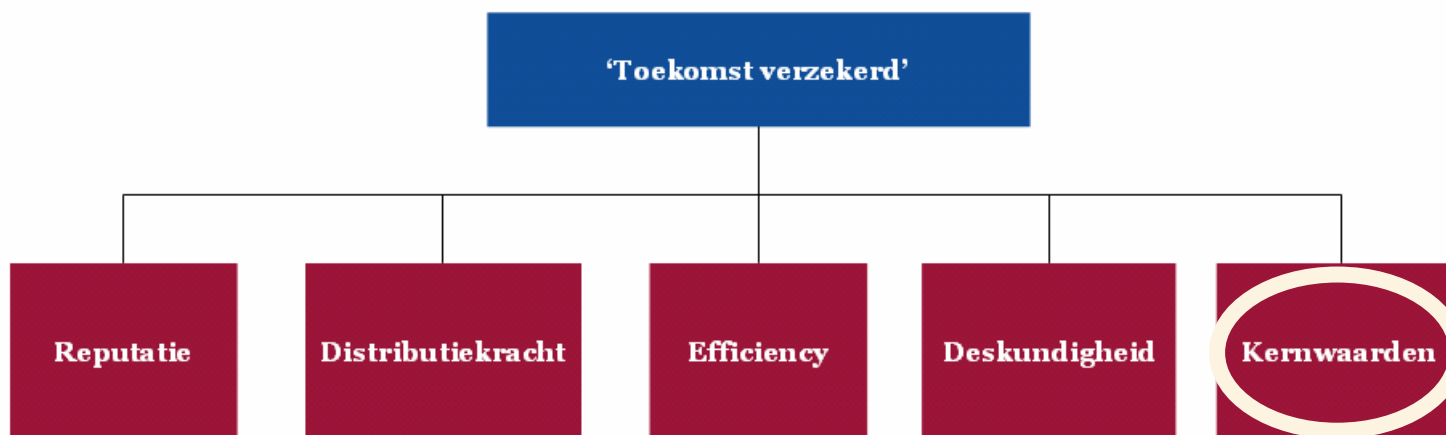 ‘Toekomst verzekerd’
Reputatie
Distributiekracht
Efficiency
Deskundigheid
Kernwaarden